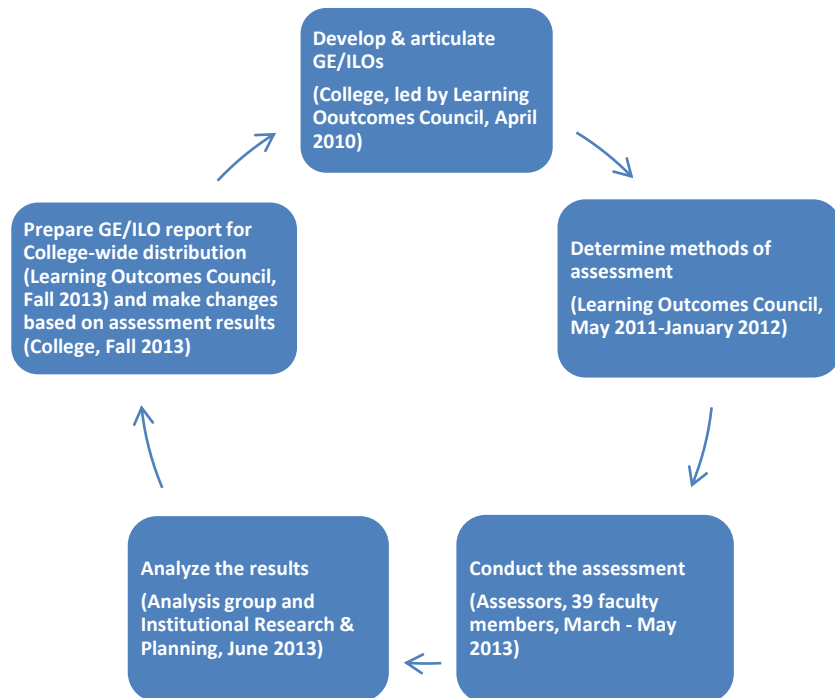 Develop & articulate
GE/ILOs
(College, led by Learning
Ooutcomes Council, April
2010)
Determine methods of
assessment
(Learning Outcomes Council,
May 2011-January 2012)
Conduct the assessment
(Assessors, 39 faculty
members, March - May
2013)
Analyze the results
(Analysis group and
Institutional Research &
Planning, June 2013)
Prepare GE/ILO report for
College-wide distribution
(Learning Outcomes Council,
Fall 2013) and make changes
based on assessment results
(College, Fall 2013)